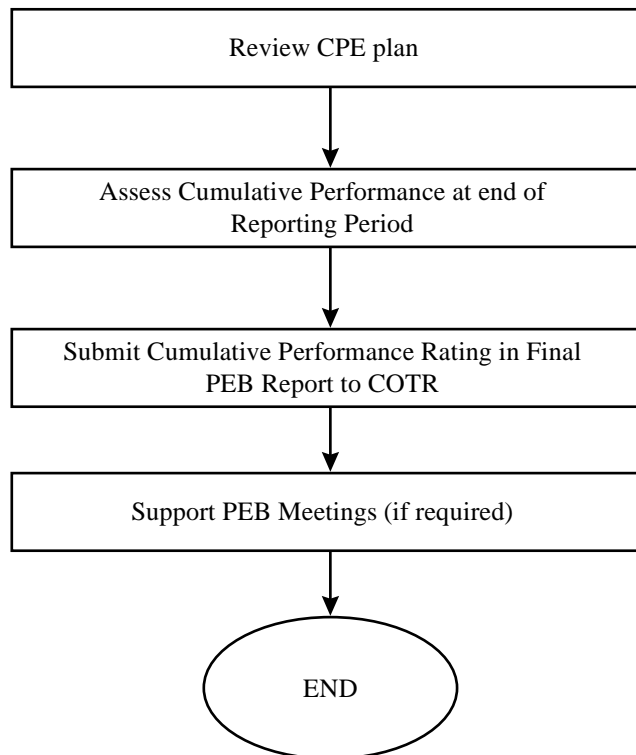 Review CPE plan
Assess Cumulative Performance at end of
Reporting Period
Submit Cumulative Performance Rating in Final
PEB Report to COTR
Support PEB Meetings (if required)
END